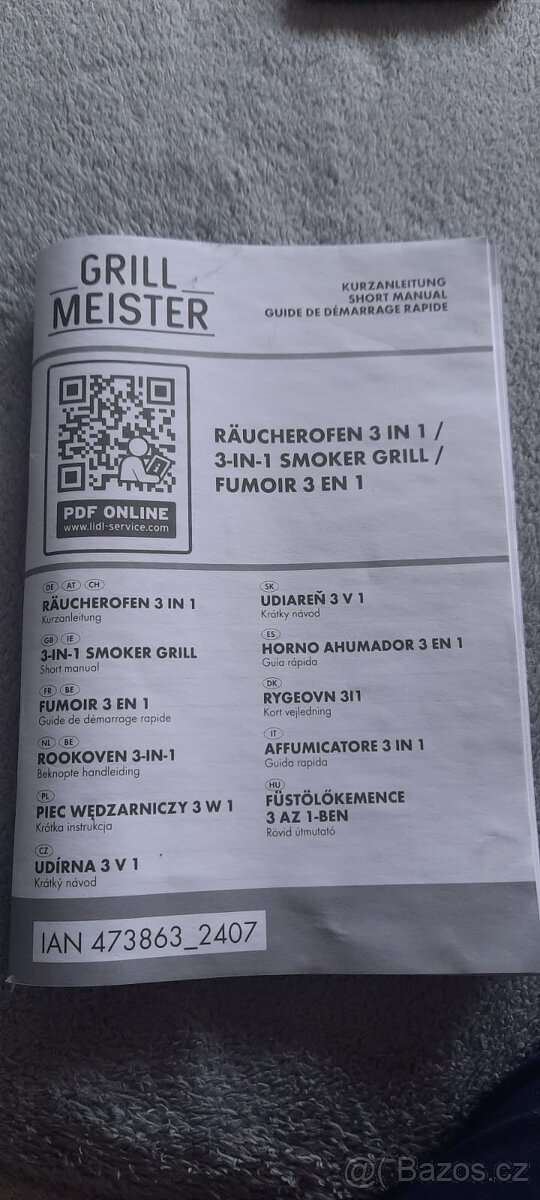 GRILL
MEISTER
KURZANLEITUNG
SHORT MANUAL
GUIDE DE DÉMARRAGE RAPIDE
PDF ONLINE
www.lidl-service.com
RÄUCHEROFEN 3 IN 1 /
3-IN-1 SMOKER GRILL /
FUMOIR 3 EN 1
DE AT CH
RÄUCHEROFEN 3 IN 1
Kurzanleitung
GB IE
3-IN-1 SMOKER GRILL
Short manual
FR BE
FUMOIR 3 EN 1
Guide de démarrage rapide
NL BE
ROOKOVEN 3-IN-1
Beknopte handleiding
PL
PIEC WĘDZARNICZY 3 W 1
Krótka instrukcja
CZ
UDÍRNA 3 V 1
Krátký návod
SK
UDIAREŇ 3 V 1
Krátky návod
ES
HORNO AHUMADOR 3 EN 1
Guía rápida
DK
RYGEOVN 3I1
Kort vejledning
IT
AFFUMICATORE 3 IN 1
Guida rapida
HU
FÜSTÖLŐKEMENCE
3 AZ 1-BEN
Rövid útmutató
IAN 473863_2407
Bazos.cz